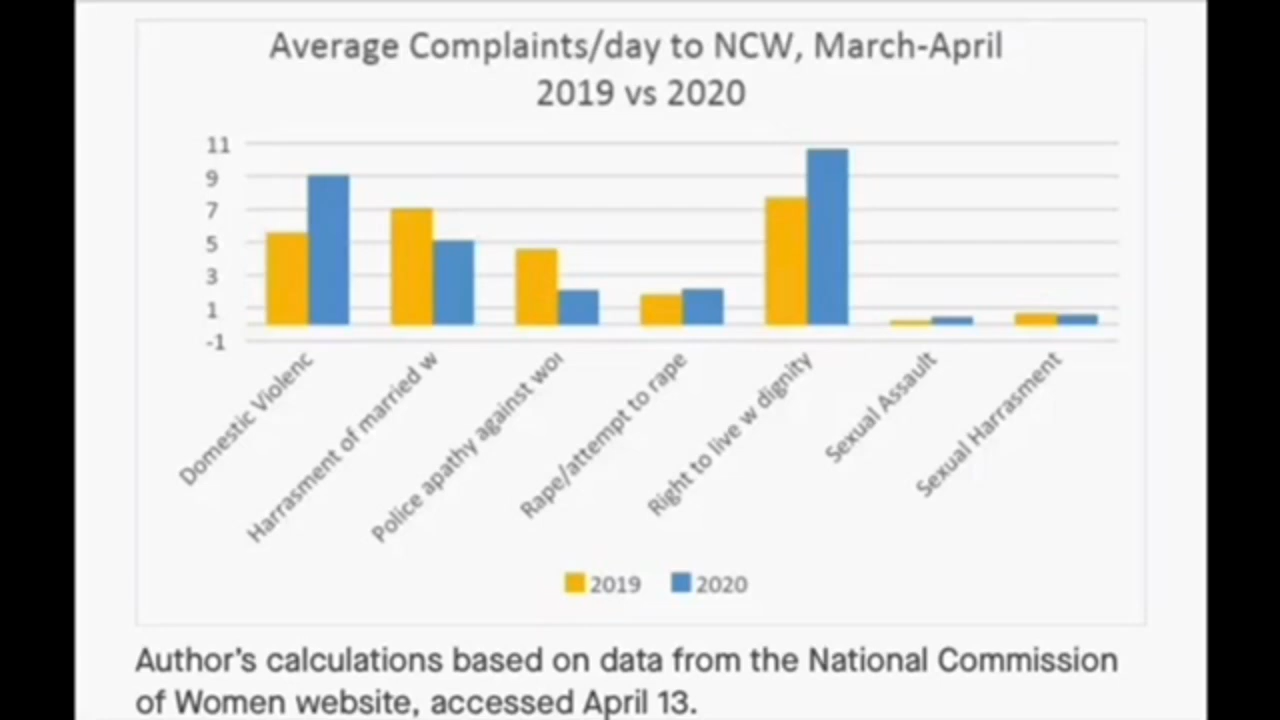 Average Complaints/day to NCW, March-April
2019 vs 2020
11
9
7
5
3
1
-1
Domestic Violenc
Harrasment of married w
Police apathy against wo
Rape/attempt to rape
Right to live w dignity
Sexual Assault
Sexual Harrasment
2019
2020
Author's calculations based on data from the National Commission
of Women website, accessed April 13.